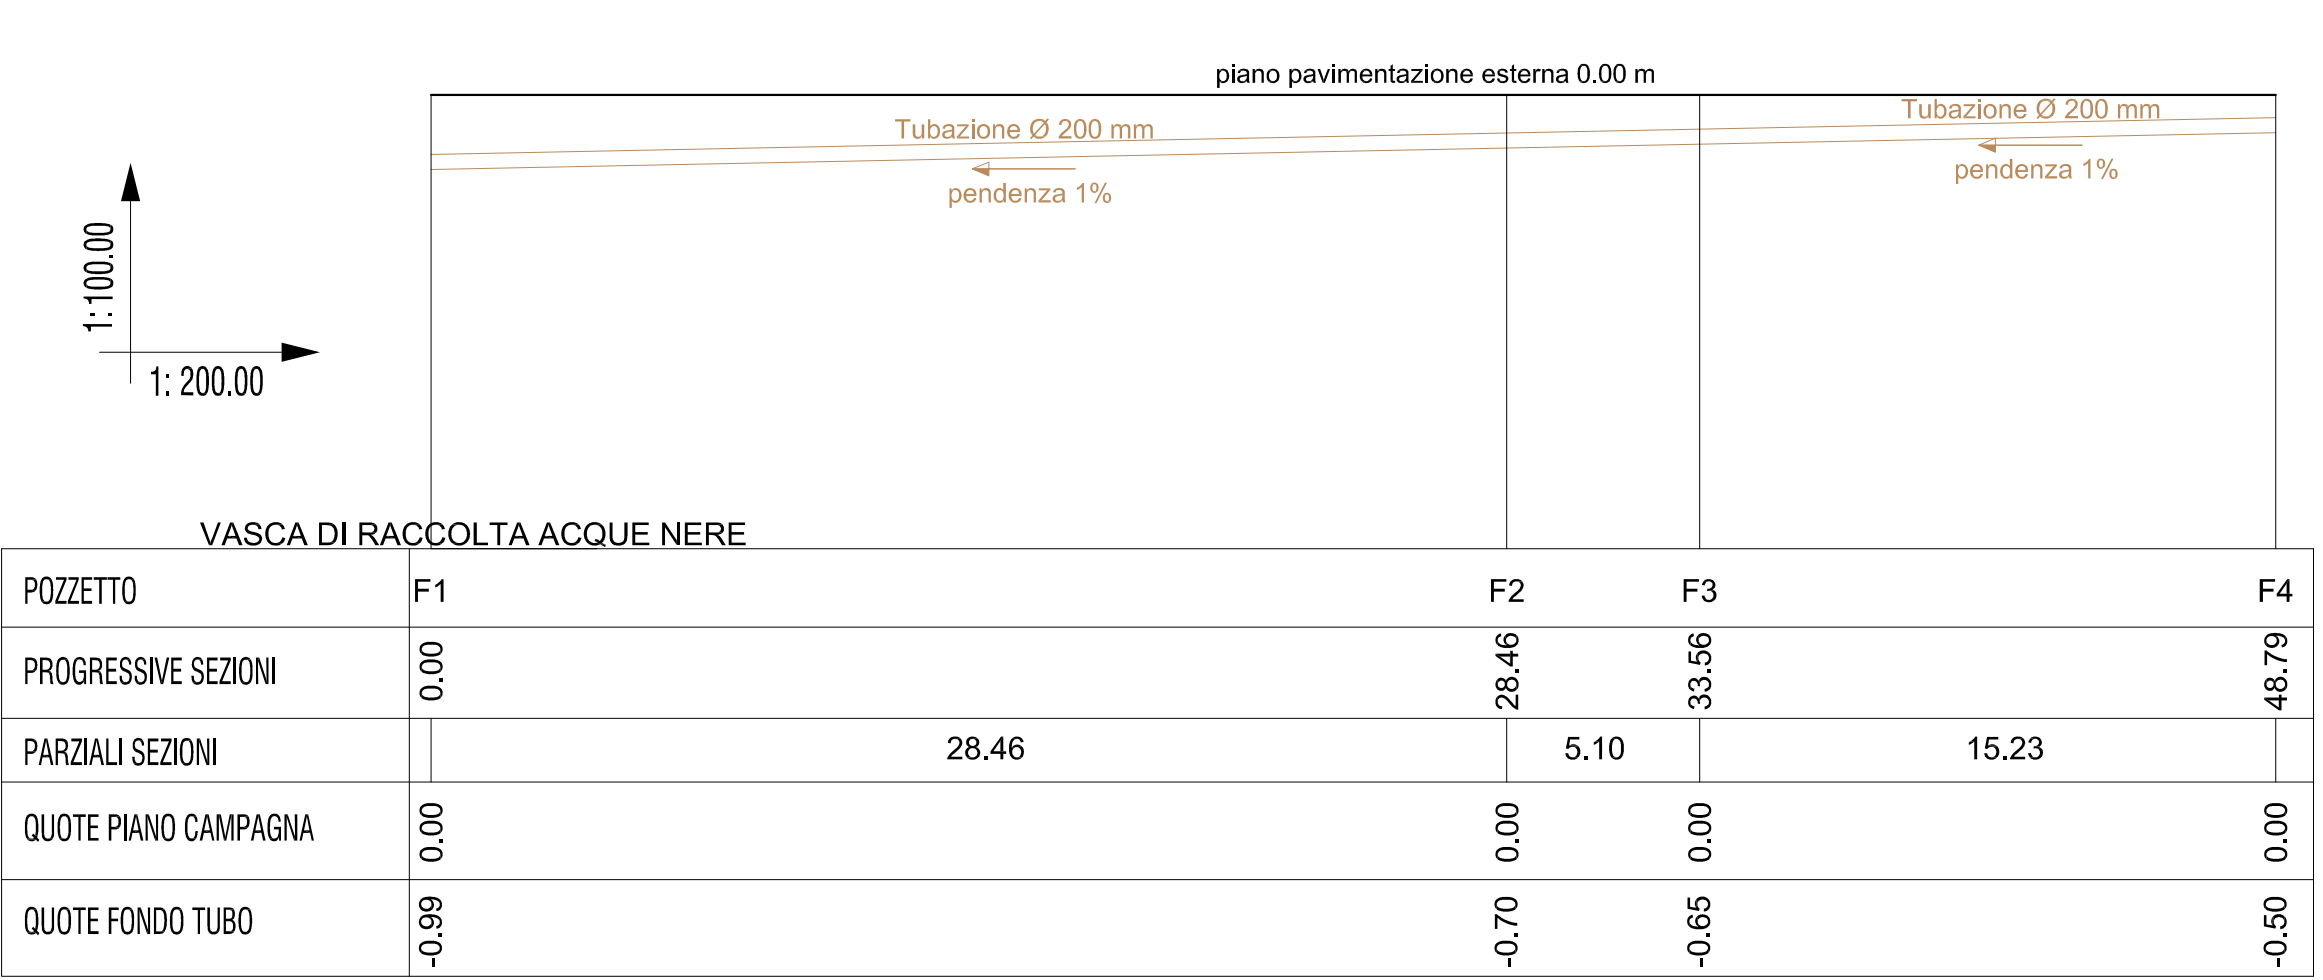 piano pavimentazione esterna 0.00 m
Tubazione Ø 200 mm
Tubazione Ø 200 mm
pendenza 1%
pendenza 1%
1:100.00
1: 200.00
VASCA DI RACCOLTA ACQUE NERE
POZZETTO F1 F2 F3 F4
PROGRESSIVE SEZIONI 0.00 28.46 33.56 48.79
PARZIALI SEZIONI 28.46 5.10 15.23
QUOTE PIANO CAMPAGNA 0.00 0.00 0.00 0.00
QUOTE FONDO TUBO -0.99 -0.70 -0.65 -0.50